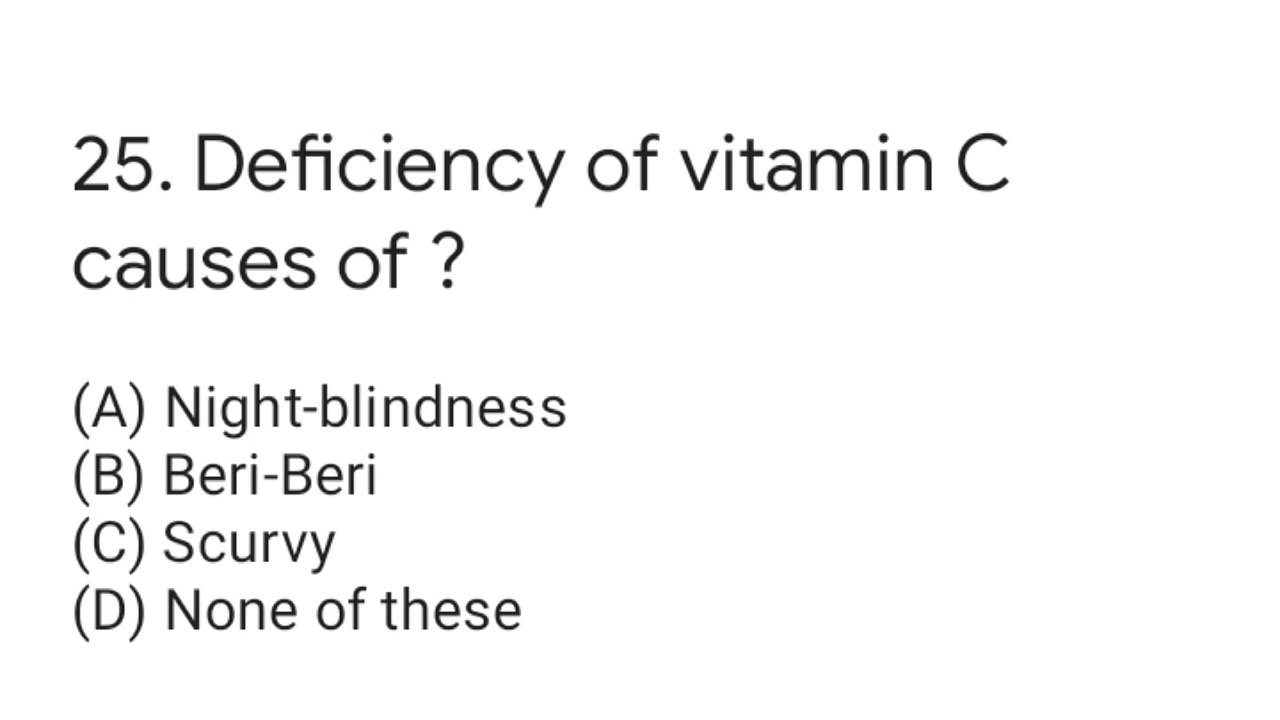 25. Deficiency of vitamin C
causes of ?
(A) Night-blindness
(B) Beri-Beri
(C) Scurvy
(D) None of these